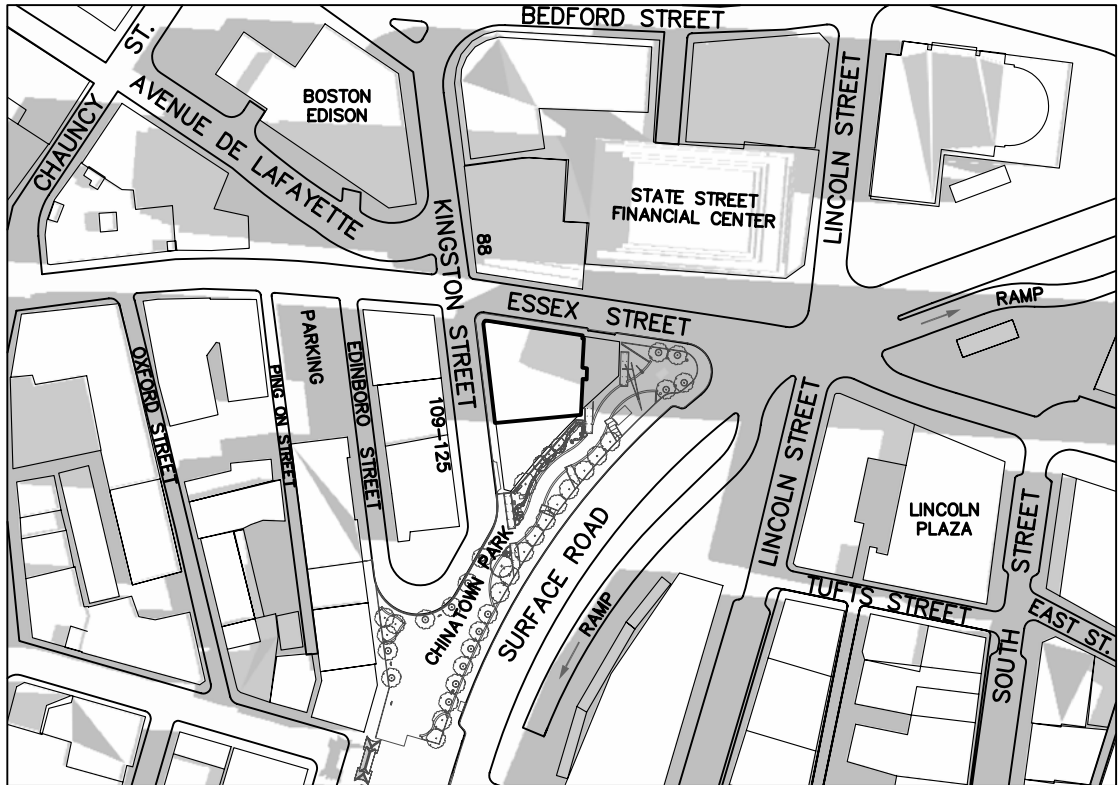 BEDFORD STREET
ST.
CHAUNCY
AVENUE DE LAFAYETTE
BOSTON
EDISON
LINCOLN STREET
STATE STREET
FINANCIAL CENTER
KINGSTON STREET
88
ESSEX STREET
RAMP
OXFORD STREET
PING ON STREET
PARKING
EDINBORO STREET
109-125
LINCOLN STREET
LINCOLN
PLAZA
CHINATOWN PARK
SURFACE ROAD
RAMP
TUFTS STREET
SOUTH STREET
EAST ST.